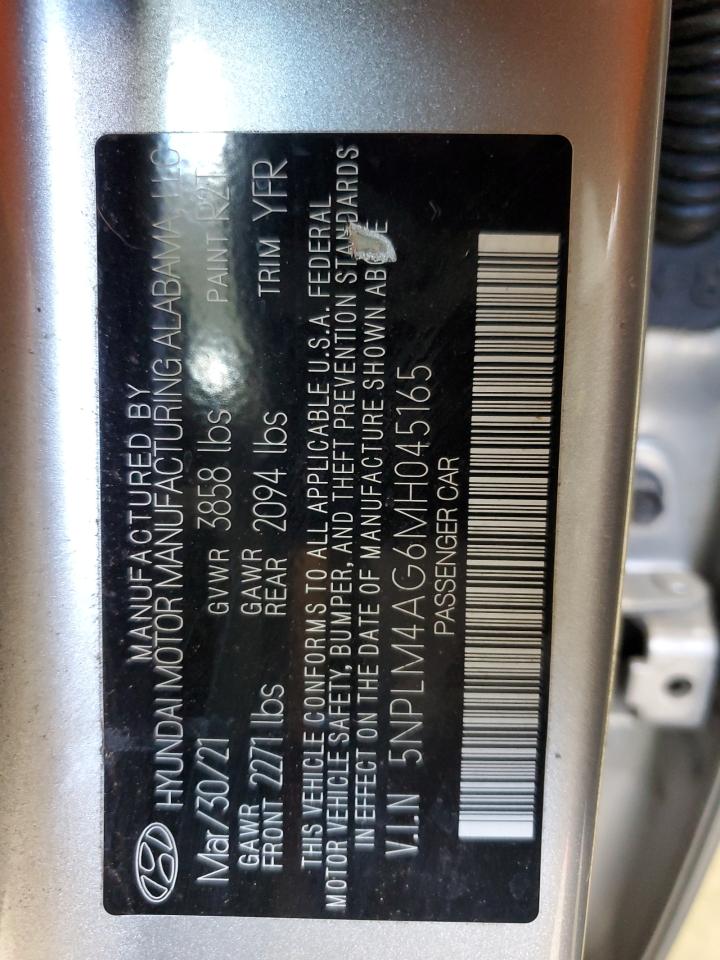 MANUFACTURED BY
HYUNDAI MOTOR MANUFACTURING ALABAMA, LLC
Mar/30/21 GVWR 3858 lbs PAINT R2T
GAWR FRONT 2271 lbs GAWR REAR 2094 lbs TRIM YFR
THIS VEHICLE CONFORMS TO ALL APPLICABLE U.S.A. FEDERAL
MOTOR VEHICLE SAFETY, BUMPER, AND THEFT PREVENTION STANDARDS
IN EFFECT ON THE DATE OF MANUFACTURE SHOWN ABOVE
V.I.N 5NPLM4AG6MH045165
PASSENGER CAR